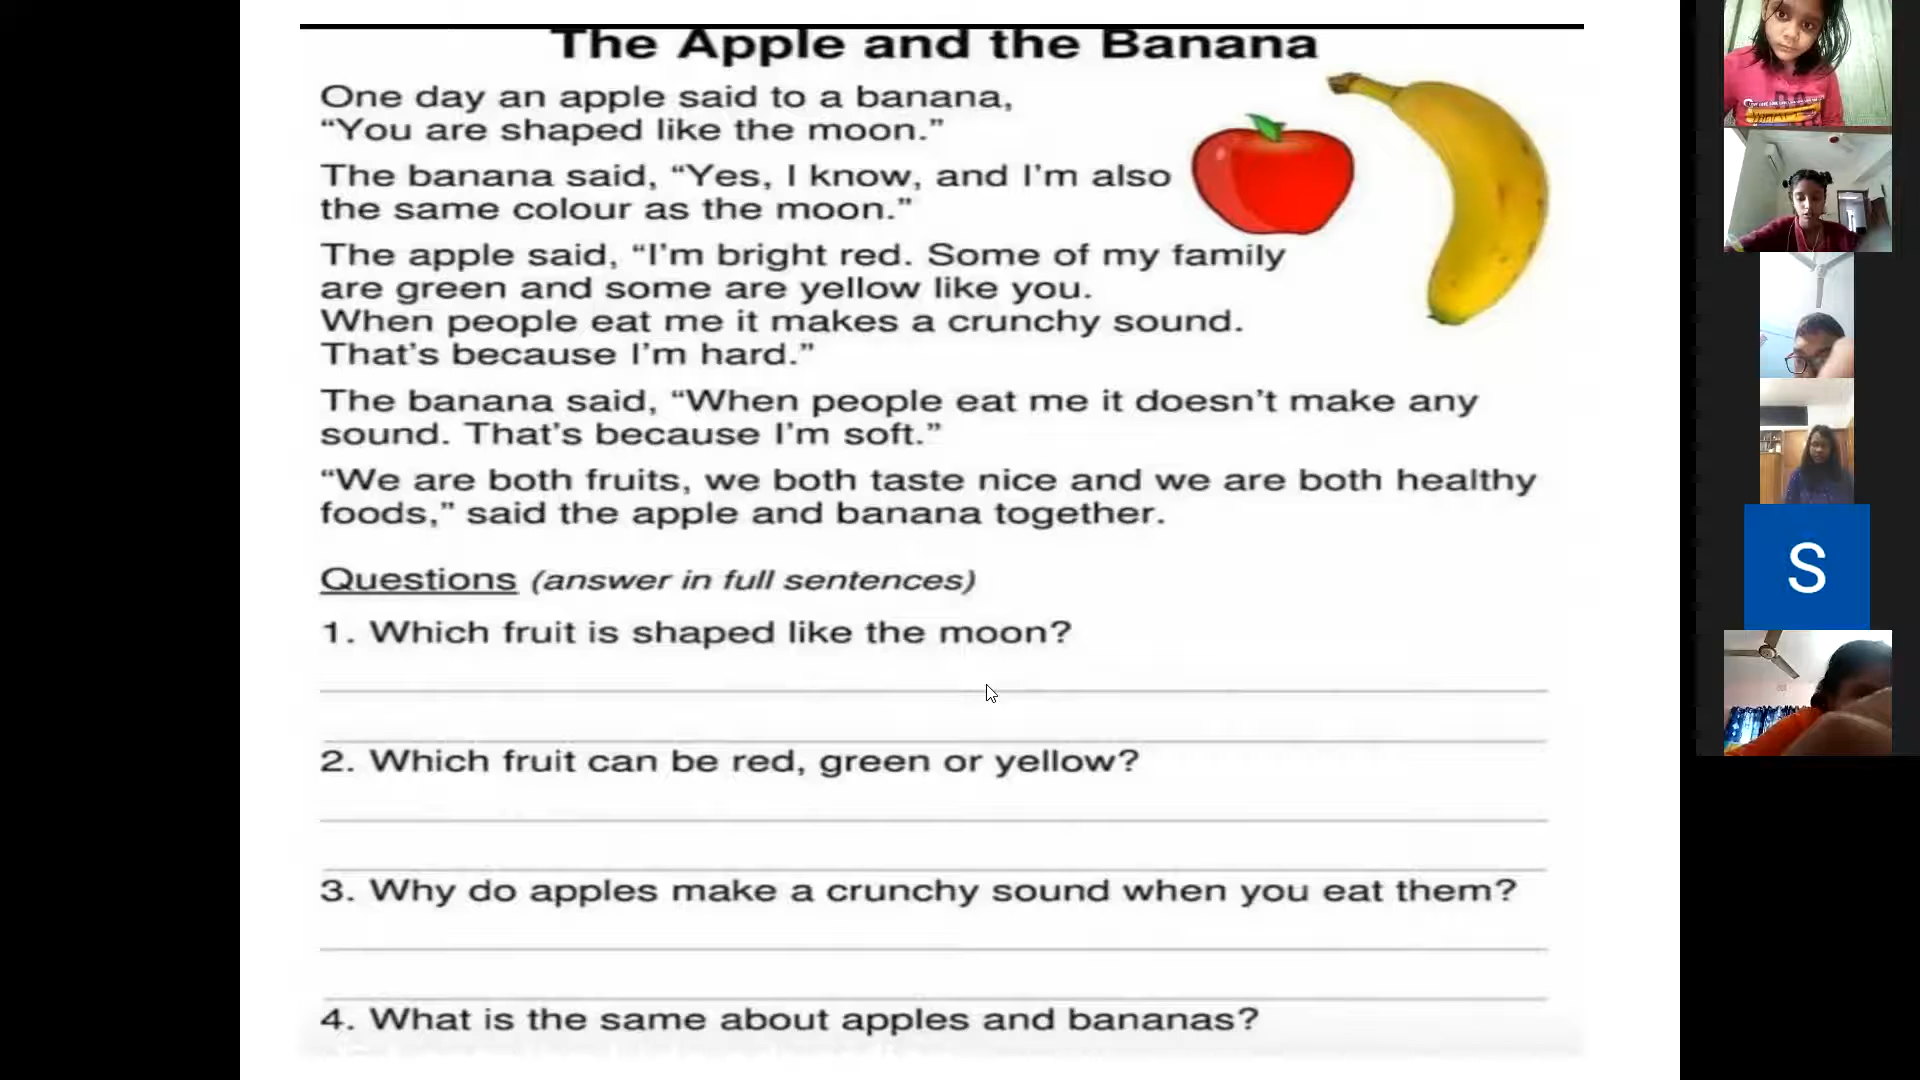 The Apple and the Banana
One day an apple said to a banana,
“You are shaped like the moon.”
The banana said, “Yes, I know, and I’m also
the same colour as the moon.”
The apple said, “I’m bright red. Some of my family
are green and some are yellow like you.
When people eat me it makes a crunchy sound.
That’s because I’m hard.”
The banana said, “When people eat me it doesn’t make any
sound. That’s because I’m soft.”
“We are both fruits, we both taste nice and we are both healthy
foods,” said the apple and banana together.
Questions (answer in full sentences)
1. Which fruit is shaped like the moon?
2. Which fruit can be red, green or yellow?
3. Why do apples make a crunchy sound when you eat them?
4. What is the same about apples and bananas?
S